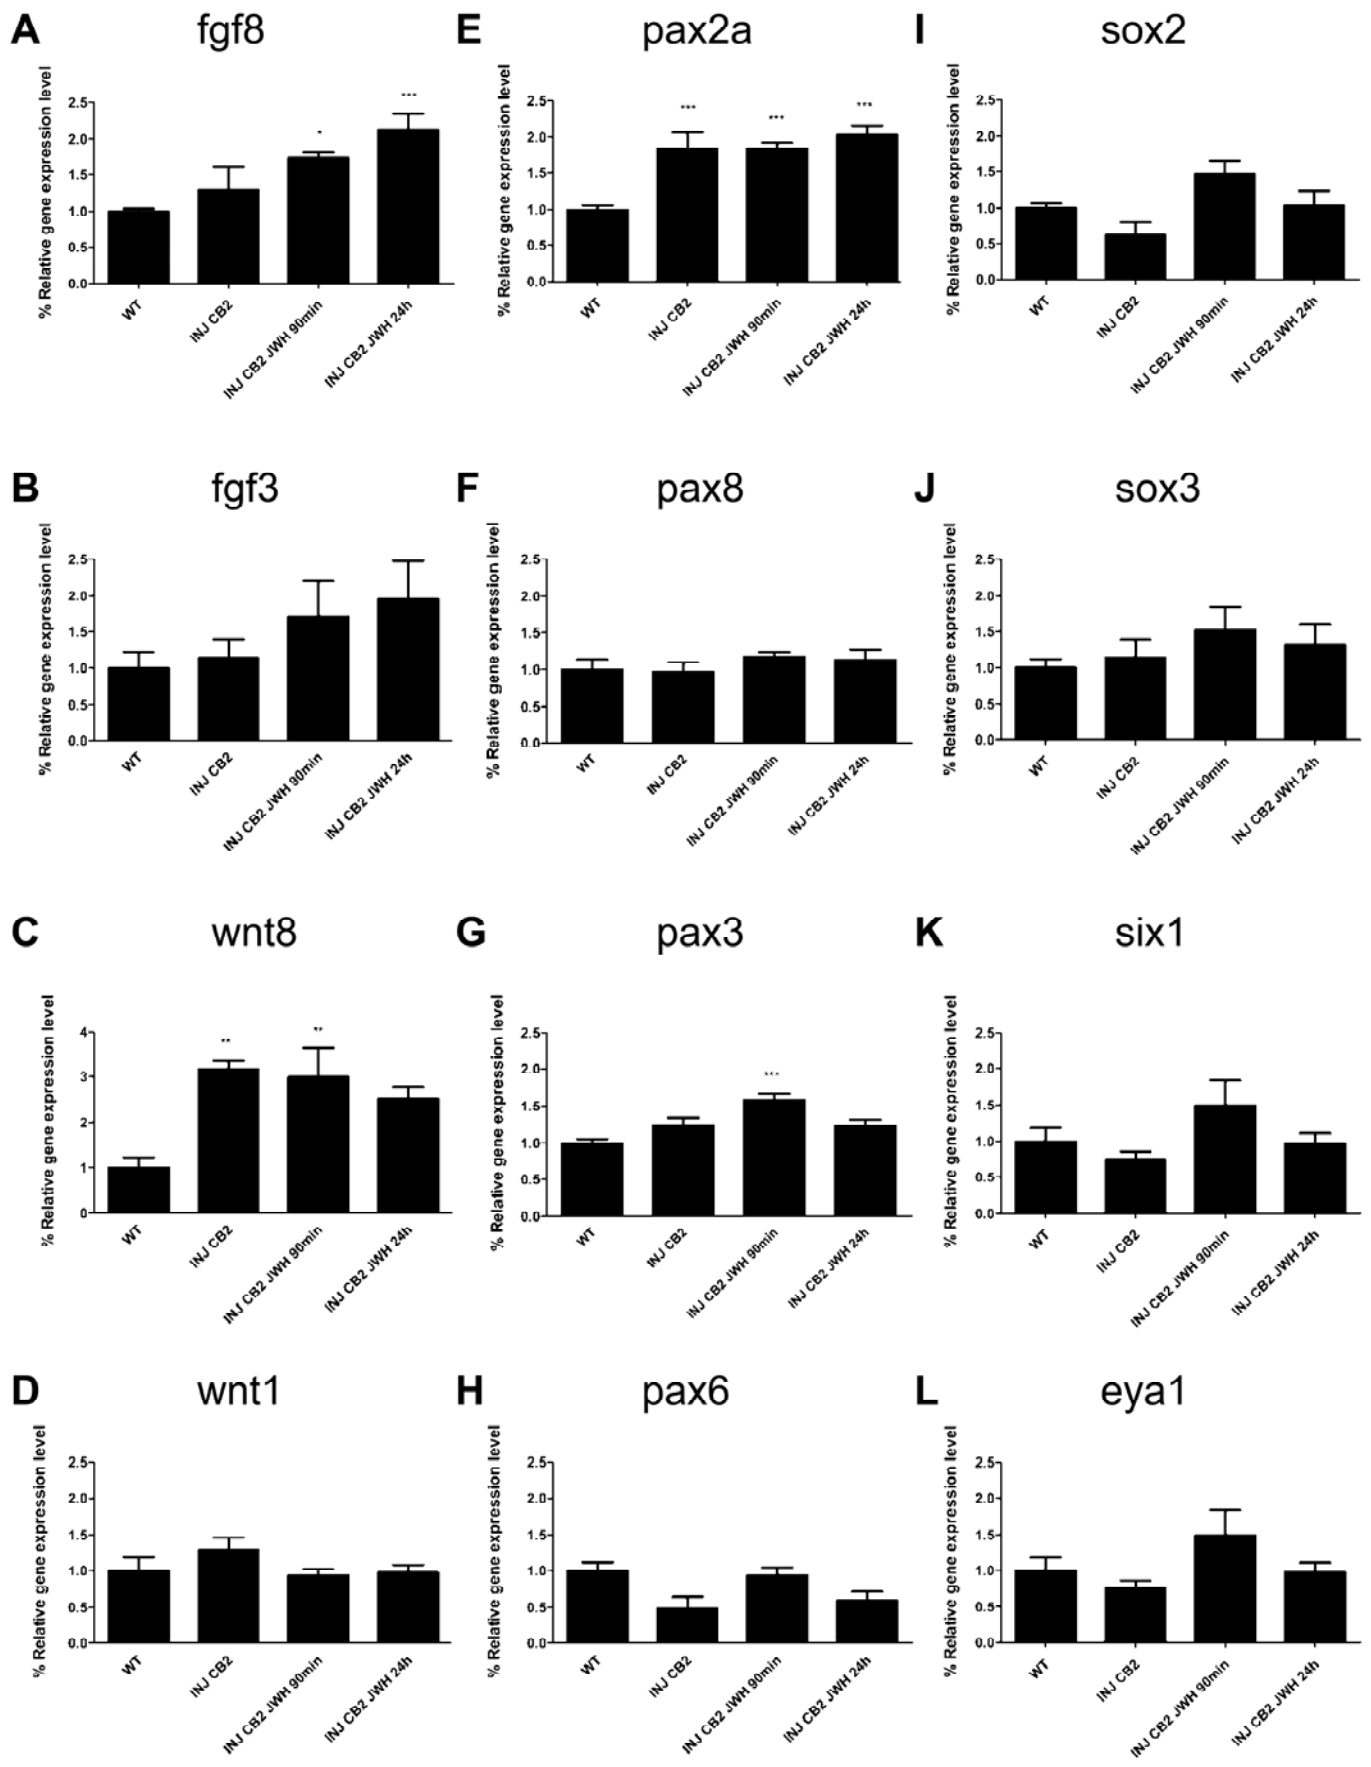 A fgf8
% Relative gene expression level
2.5
2.0
1.5
1.0
0.5
0.0
*
***
WT
INJ CB2
INJ CB2 JWH 90min
INJ CB2 JWH 24h
E pax2a
% Relative gene expression level
2.5
2.0
1.5
1.0
0.5
0.0
***
***
***
WT
INJ CB2
INJ CB2 JWH 90min
INJ CB2 JWH 24h
I sox2
% Relative gene expression level
2.5
2.0
1.5
1.0
0.5
0.0
WT
INJ CB2
INJ CB2 JWH 90min
INJ CB2 JWH 24h
B fgf3
% Relative gene expression level
2.5
2.0
1.5
1.0
0.5
0.0
WT
INJ CB2
INJ CB2 JWH 90min
INJ CB2 JWH 24h
F pax8
% Relative gene expression level
2.5
2.0
1.5
1.0
0.5
0.0
WT
INJ CB2
INJ CB2 JWH 90min
INJ CB2 JWH 24h
J sox3
% Relative gene expression level
2.5
2.0
1.5
1.0
0.5
0.0
WT
INJ CB2
INJ CB2 JWH 90min
INJ CB2 JWH 24h
C wnt8
% Relative gene expression level
4
3
2
1
0
**
**
WT
INJ CB2
INJ CB2 JWH 90min
INJ CB2 JWH 24h
G pax3
% Relative gene expression level
2.5
2.0
1.5
1.0
0.5
0.0
***
WT
INJ CB2
INJ CB2 JWH 90min
INJ CB2 JWH 24h
K six1
% Relative gene expression level
2.5
2.0
1.5
1.0
0.5
0.0
WT
INJ CB2
INJ CB2 JWH 90min
INJ CB2 JWH 24h
D wnt1
% Relative gene expression level
2.5
2.0
1.5
1.0
0.5
0.0
WT
INJ CB2
INJ CB2 JWH 90min
INJ CB2 JWH 24h
H pax6
% Relative gene expression level
2.5
2.0
1.5
1.0
0.5
0.0
WT
INJ CB2
INJ CB2 JWH 90min
INJ CB2 JWH 24h
L eya1
% Relative gene expression level
2.5
2.0
1.5
1.0
0.5
0.0
WT
INJ CB2
INJ CB2 JWH 90min
INJ CB2 JWH 24h